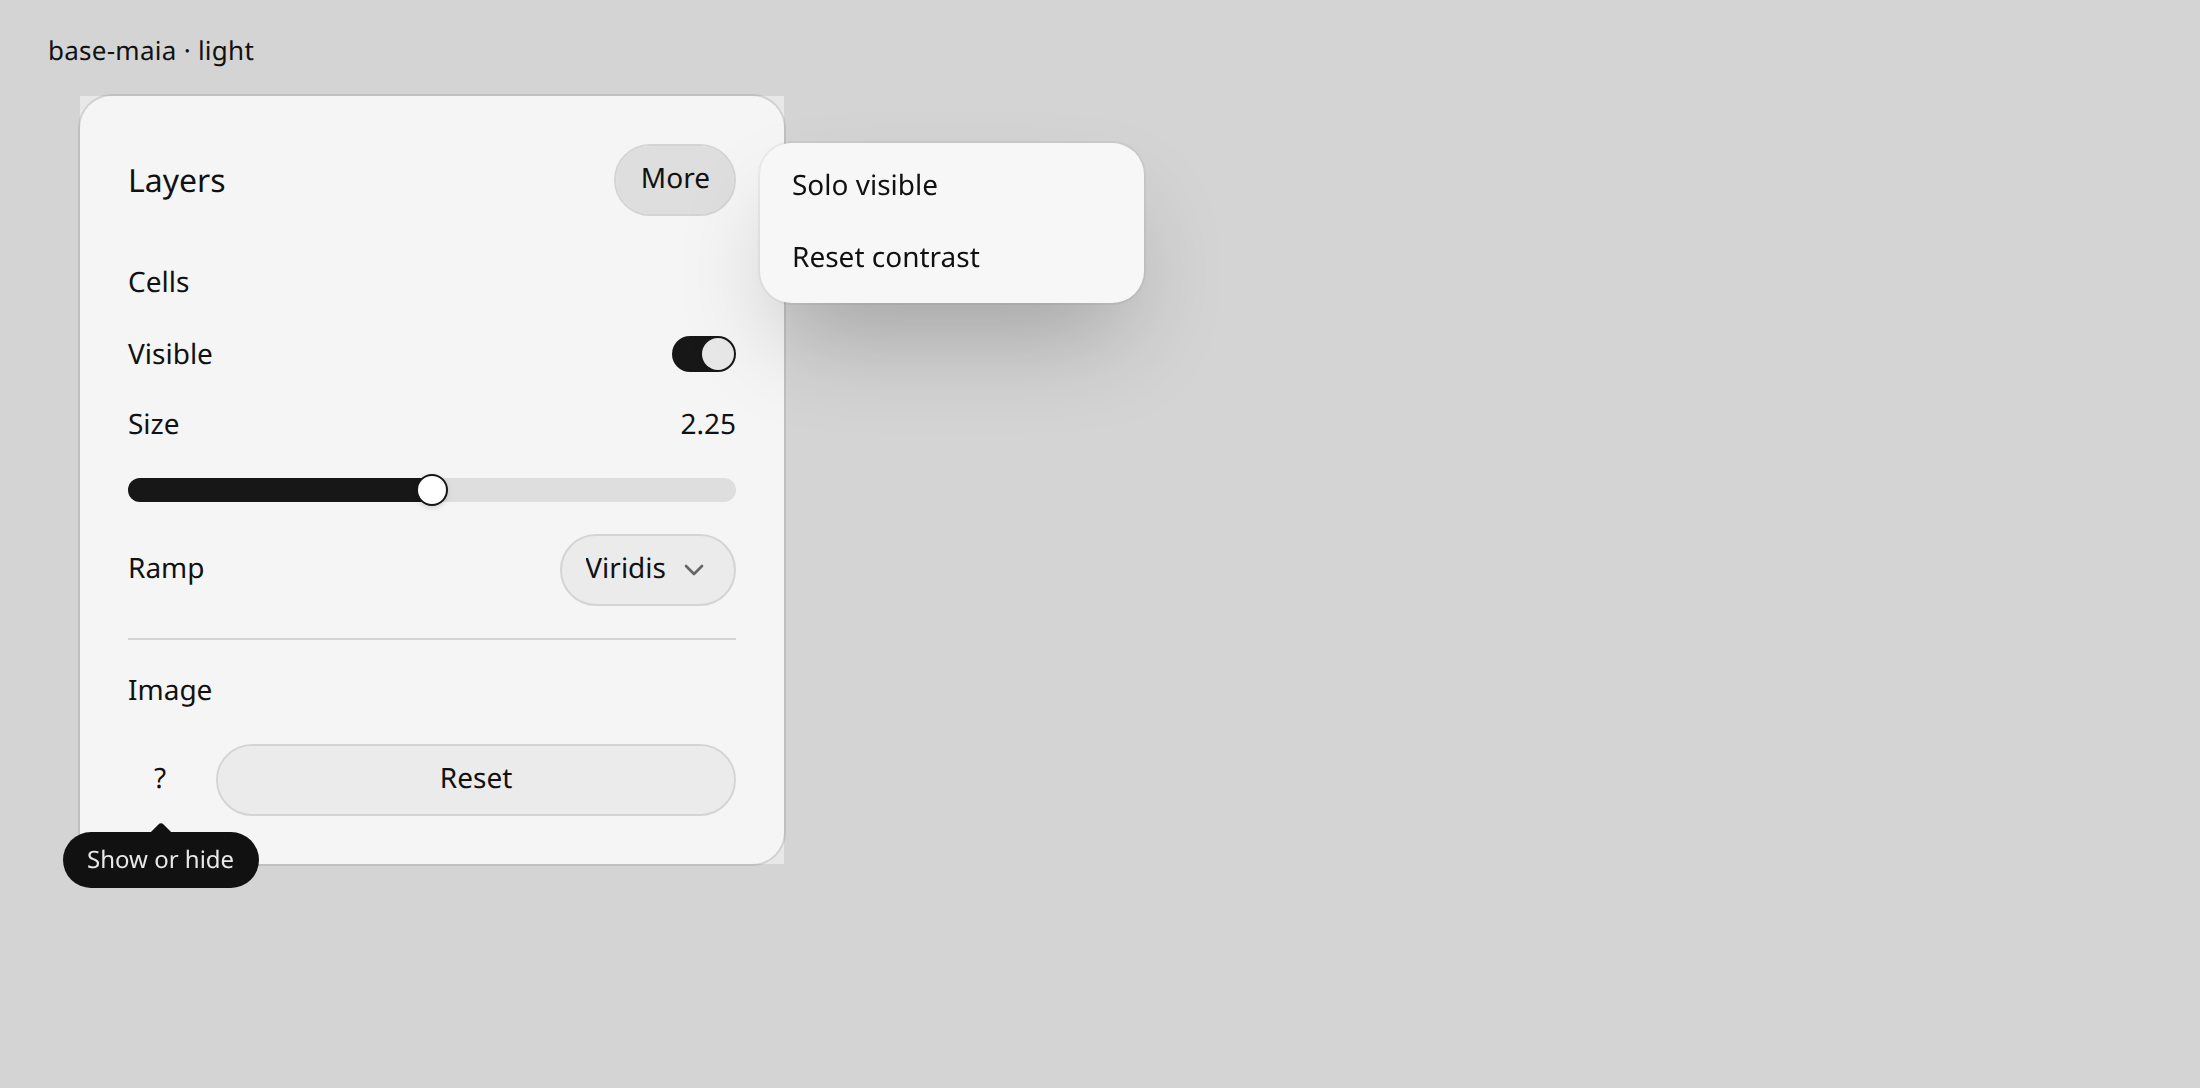 base-maia · light
Layers
More
Solo visible
Reset contrast
Cells
Visible
Size
2.25
Ramp
Viridis
Image
?
Reset
Show or hide